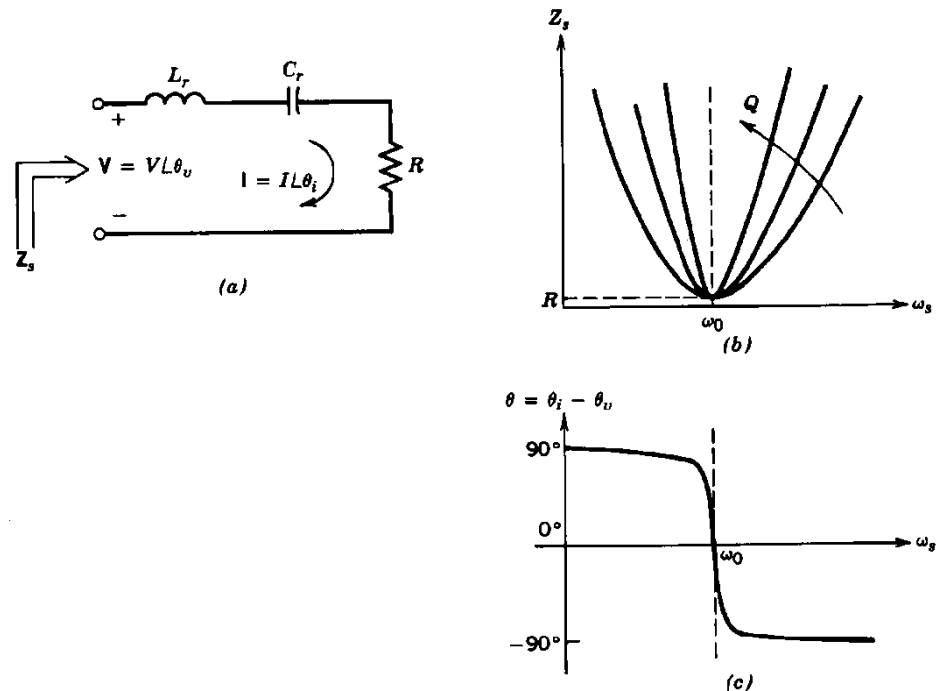 L_r
C_r
+
V = V∠θ_v
I = I∠θ_i
R
−
Z_s
(a)
Z_s
Q
R
ω_0
ω_s
(b)
θ = θ_i − θ_v
90°
0°
ω_0
ω_s
−90°
(c)